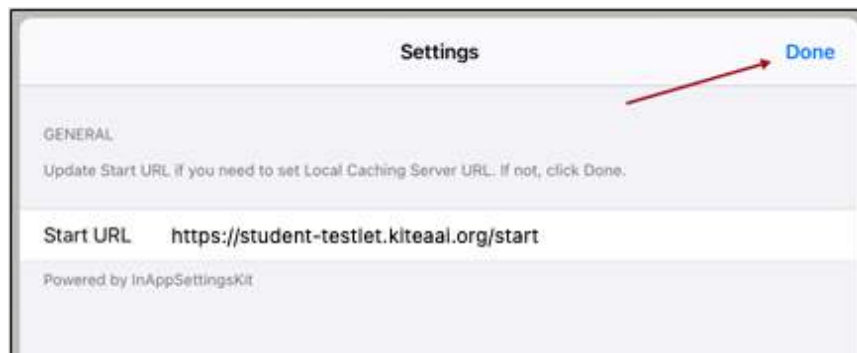 Settings
Done
GENERAL
Update Start URL if you need to set Local Caching Server URL. If not, click Done.
Start URL https://student-testlet.kiteaai.org/start
Powered by InAppSettingsKit